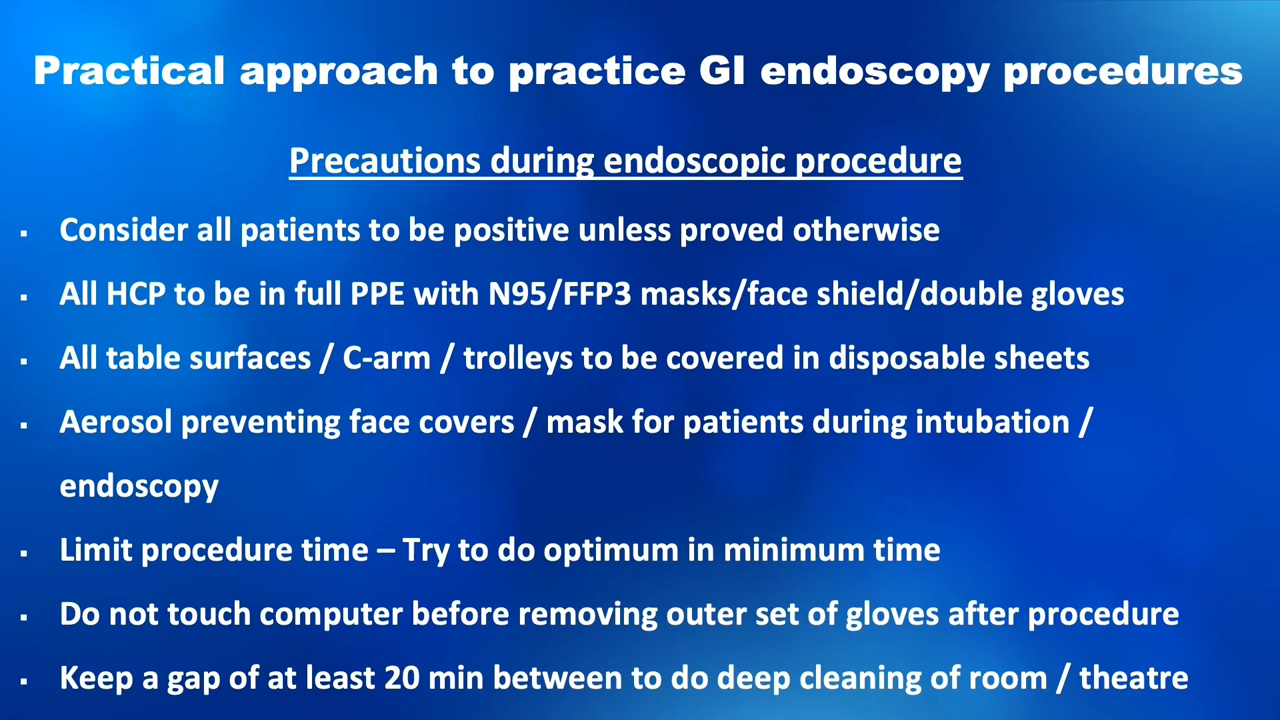 Practical approach to practice GI endoscopy procedures
Precautions during endoscopic procedure
▪ Consider all patients to be positive unless proved otherwise
▪ All HCP to be in full PPE with N95/FFP3 masks/face shield/double gloves
▪ All table surfaces / C-arm / trolleys to be covered in disposable sheets
▪ Aerosol preventing face covers / mask for patients during intubation /
endoscopy
▪ Limit procedure time – Try to do optimum in minimum time
▪ Do not touch computer before removing outer set of gloves after procedure
▪ Keep a gap of at least 20 min between to do deep cleaning of room / theatre